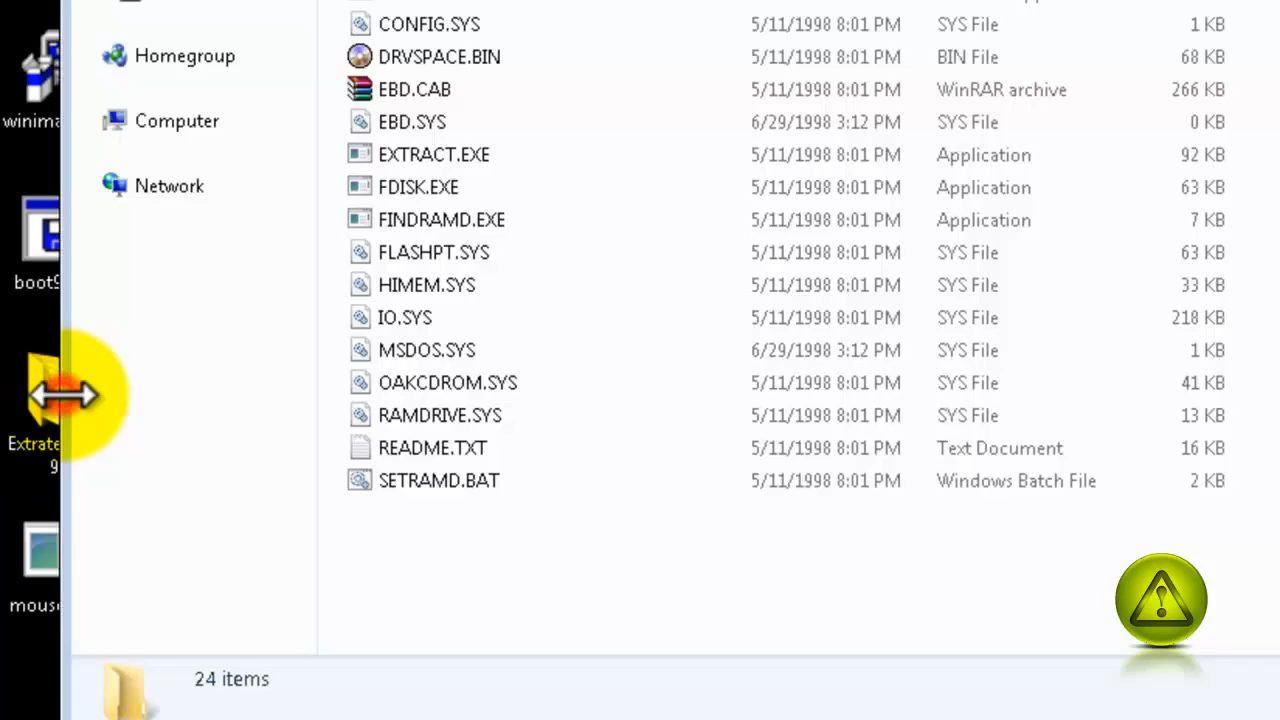 CONFIG.SYS 5/11/1998 8:01 PM SYS File 1 KB
Homegroup
DRVSPACE.BIN 5/11/1998 8:01 PM BIN File 68 KB
EBD.CAB 5/11/1998 8:01 PM WinRAR archive 266 KB
winima
Computer
EBD.SYS 6/29/1998 3:12 PM SYS File 0 KB
EXTRACT.EXE 5/11/1998 8:01 PM Application 92 KB
Network
FDISK.EXE 5/11/1998 8:01 PM Application 63 KB
FINDRAMD.EXE 5/11/1998 8:01 PM Application 7 KB
FLASHPT.SYS 5/11/1998 8:01 PM SYS File 63 KB
boot9
HIMEM.SYS 5/11/1998 8:01 PM SYS File 33 KB
IO.SYS 5/11/1998 8:01 PM SYS File 218 KB
MSDOS.SYS 6/29/1998 3:12 PM SYS File 1 KB
OAKCDROM.SYS 5/11/1998 8:01 PM SYS File 41 KB
RAMDRIVE.SYS 5/11/1998 8:01 PM SYS File 13 KB
Extrate
9
README.TXT 5/11/1998 8:01 PM Text Document 16 KB
SETRAMD.BAT 5/11/1998 8:01 PM Windows Batch File 2 KB
mouse
24 items